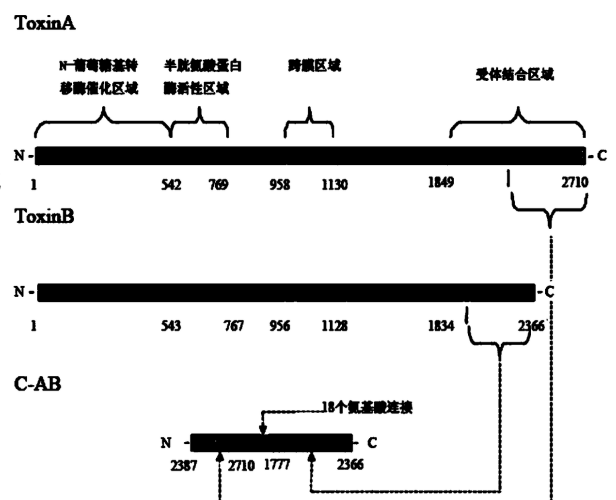 ToxinA
N-葡萄糖基转
移酶催化区域
半胱氨酸蛋白
酶活性区域
跨膜区域
受体结合区域
N - - C
1 542 769 958 1130 1849 2710
ToxinB
N - - C
1 543 767 956 1128 1834 2366
C-AB
18个氨基酸连接
N - - C
2387 2710 1777 2366